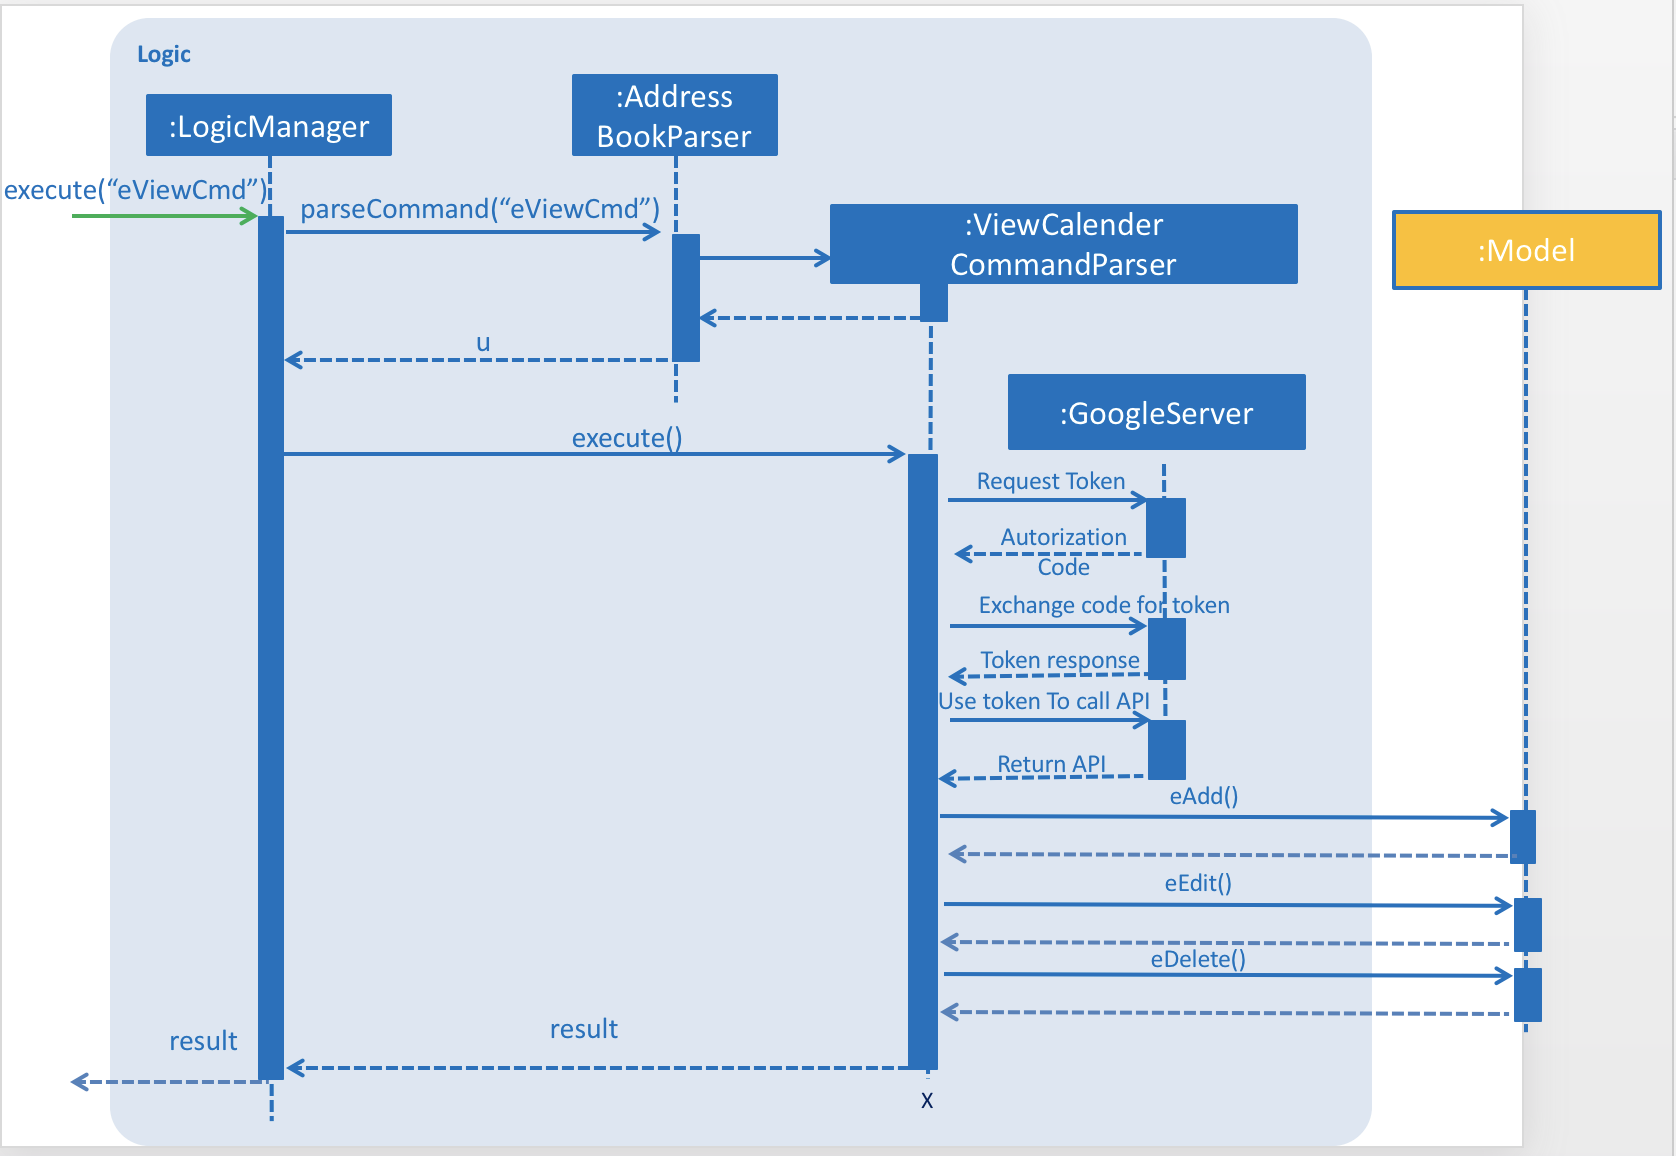 Logic
:LogicManager
:Address
BookParser
execute(“eViewCmd”)
parseCommand(“eViewCmd”)
:ViewCalender
CommandParser
:Model
u
:GoogleServer
execute()
Request Token
Autorization
Code
Exchange code for token
Token response
Use token To call API
Return API
eAdd()
eEdit()
eDelete()
result
result
X